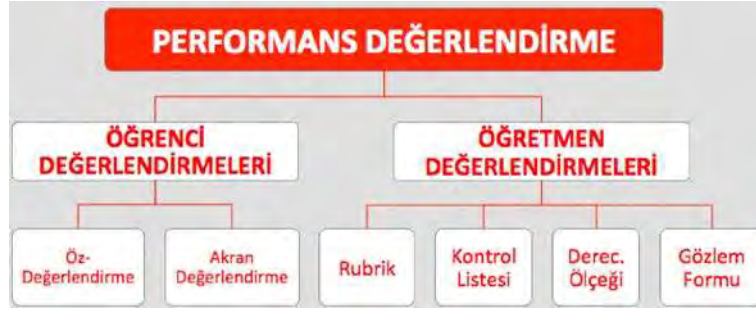 PERFORMANS DEĞERLENDİRME
ÖĞRENCİ
DEĞERLENDİRMELERİ
ÖĞRETMEN
DEĞERLENDİRMELERİ
Öz-
Değerlendirme
Akran
Değerlendirme
Rubrik
Kontrol
Listesi
Derec.
Ölçeği
Gözlem
Formu